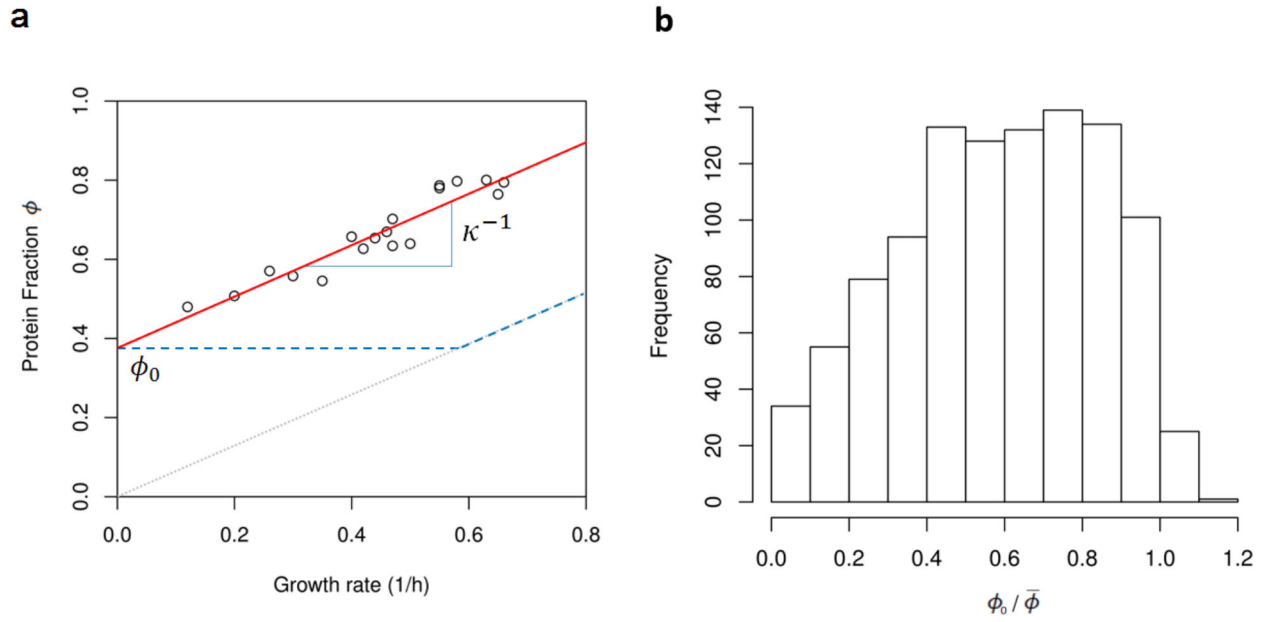 a
b
1.0
0.8
0.6
0.4
0.2
0.0
Protein Fraction ϕ
κ⁻¹
ϕ₀
0.0 0.2 0.4 0.6 0.8
Growth rate (1/h)
140
120
100
80
60
40
20
0
Frequency
0.0 0.2 0.4 0.6 0.8 1.0 1.2
ϕ₀ / ϕ̅